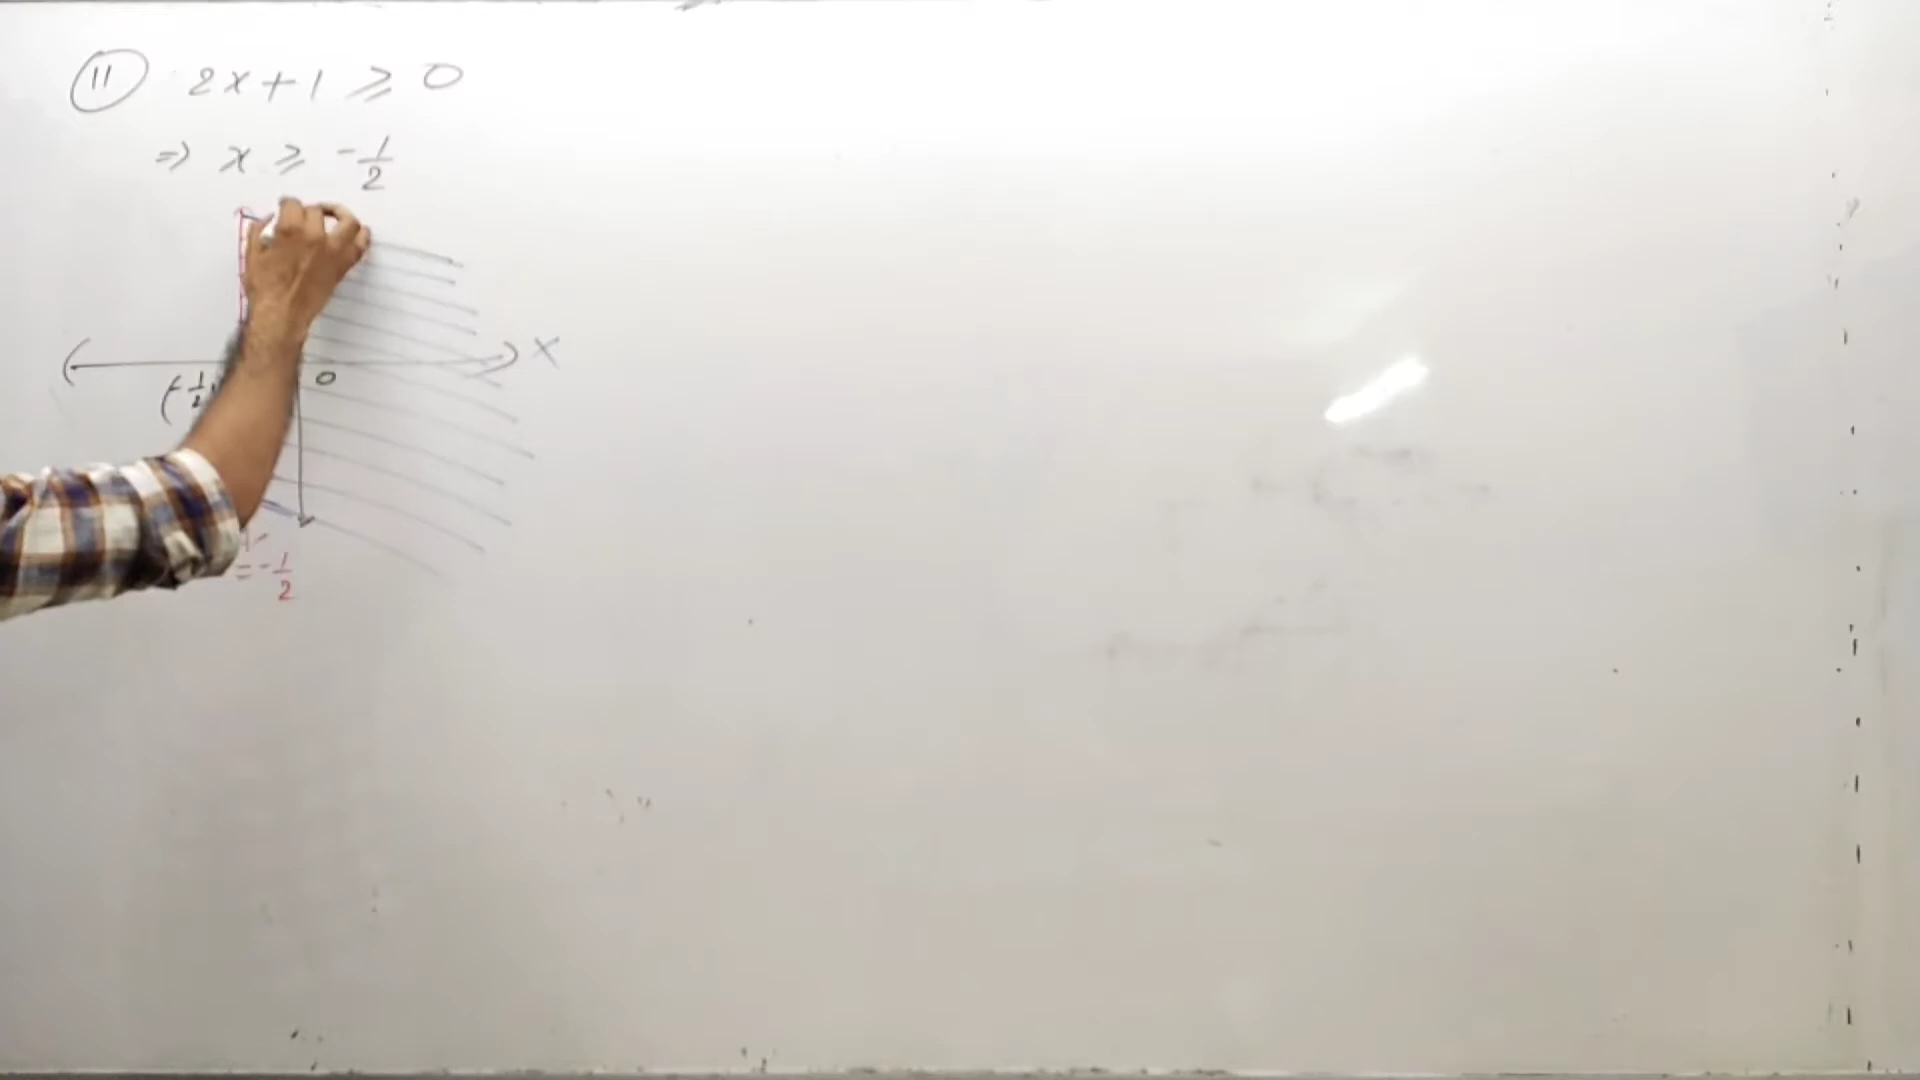 (11) 2x+1 ⩾ 0
⇒ x ⩾ -1/2
X
0
= -1/2